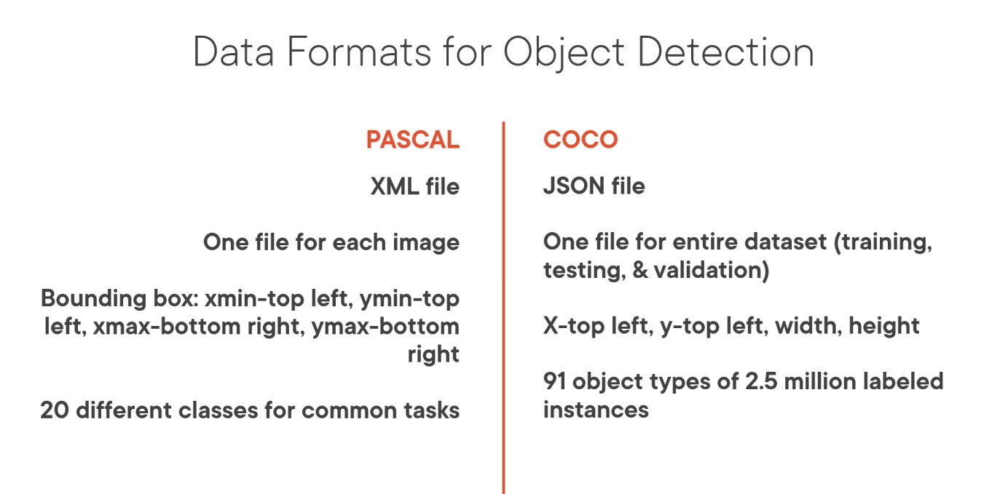 Data Formats for Object Detection
PASCAL
XML file
One file for each image
Bounding box: xmin-top left, ymin-top
left, xmax-bottom right, ymax-bottom
right
20 different classes for common tasks
COCO
JSON file
One file for entire dataset (training,
testing, & validation)
X-top left, y-top left, width, height
91 object types of 2.5 million labeled
instances